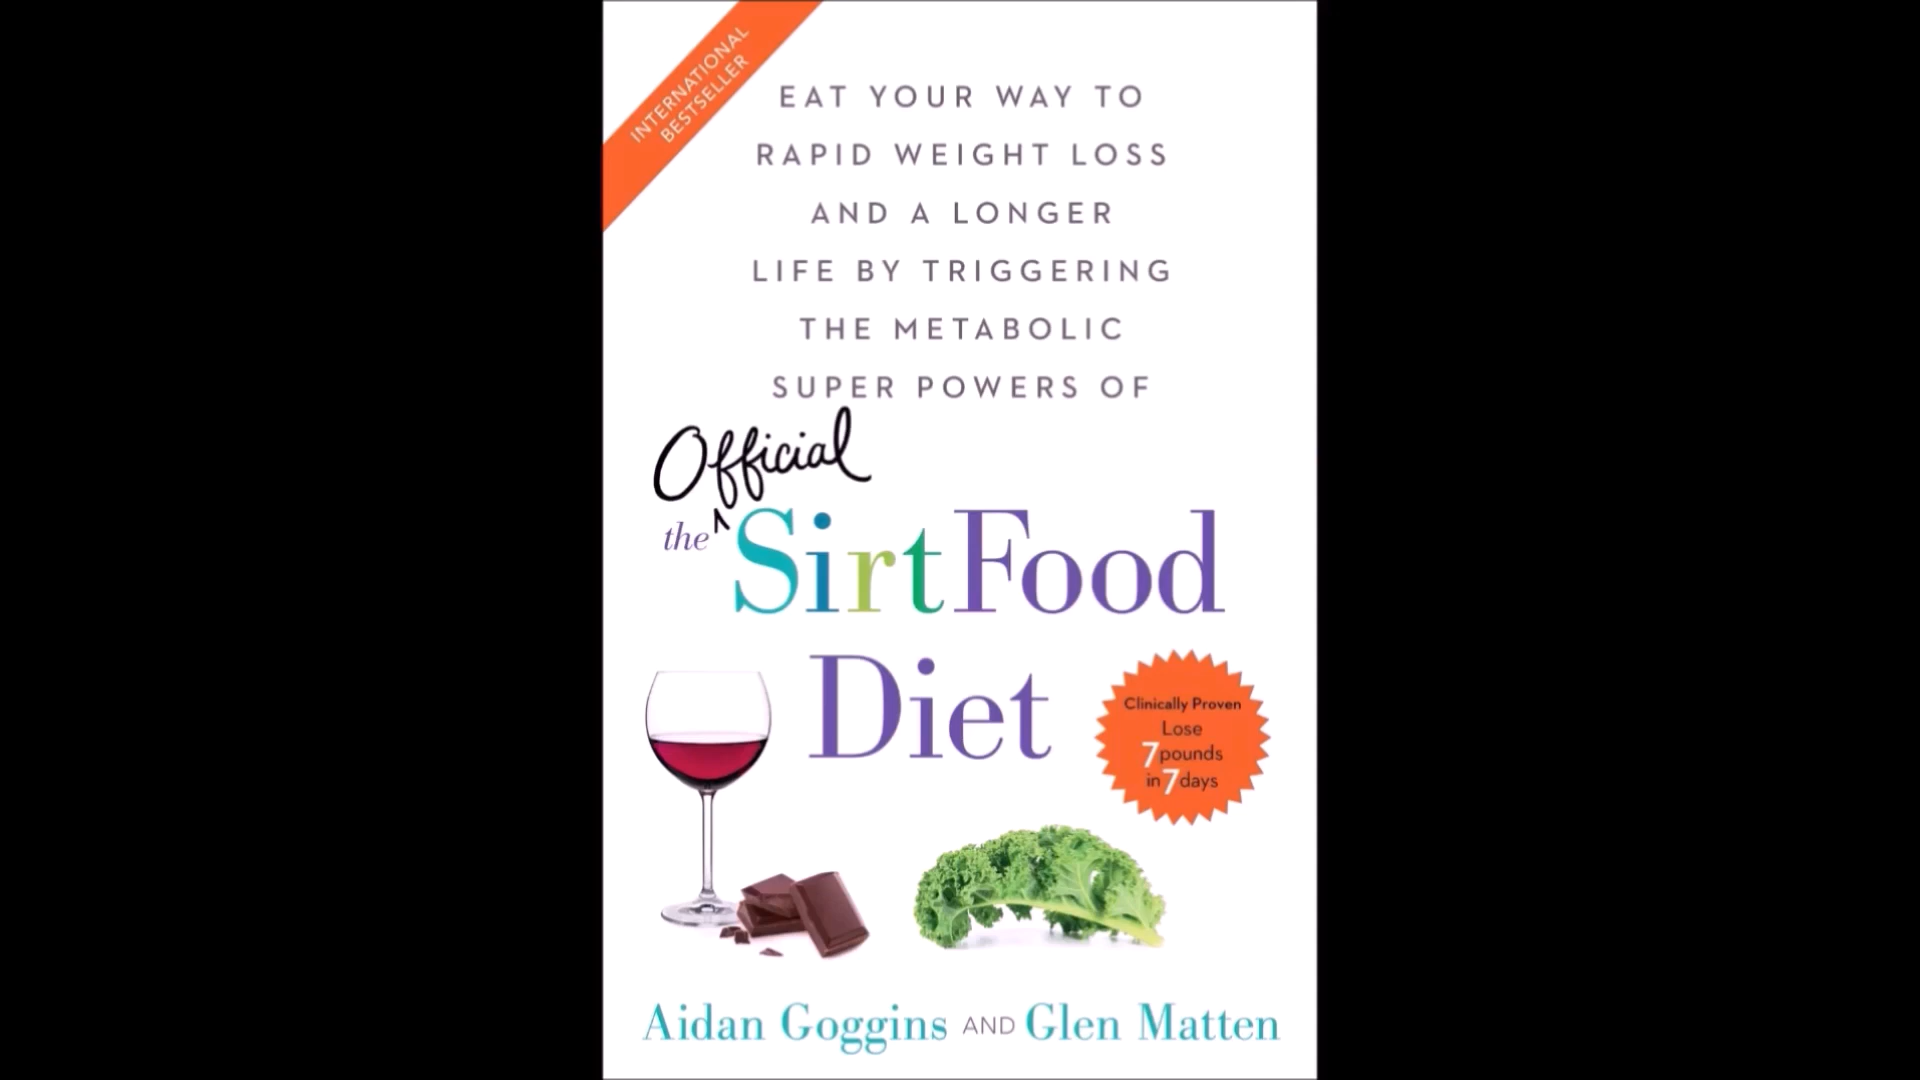 INTERNATIONAL
BESTSELLER
EAT YOUR WAY TO
RAPID WEIGHT LOSS
AND A LONGER
LIFE BY TRIGGERING
THE METABOLIC
SUPER POWERS OF
Official
the ^ SirtFood
Diet
Clinically Proven
Lose
7 pounds
in 7 days
Aidan Goggins AND Glen Matten